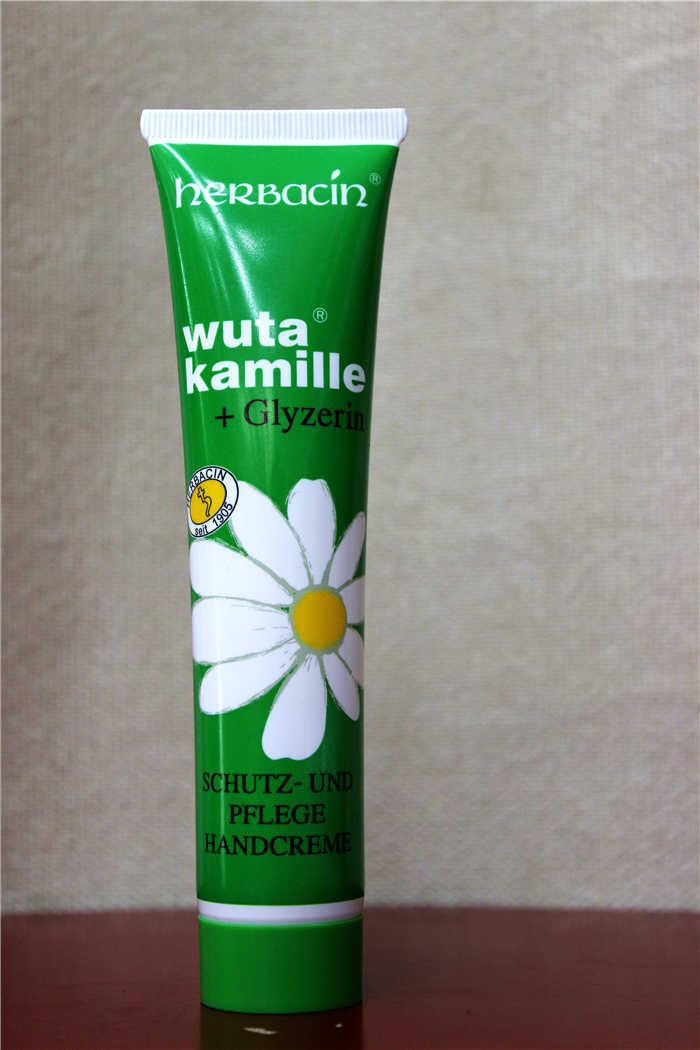 herbacin®
wuta®
kamille
+ Glyzerin
HERBACIN
seit 1905
SCHUTZ- UND
PFLEGE
HANDCREME